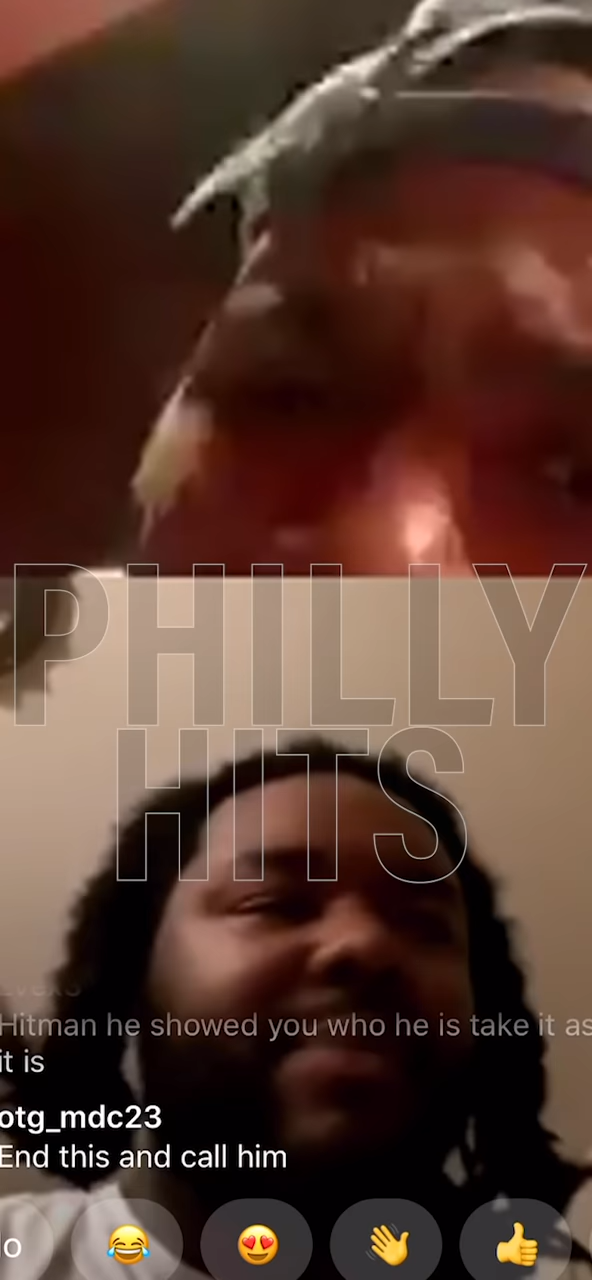 PHILLY
HITS
Hitman he showed you who he is take it as
it is
otg_mdc23
End this and call him
lo